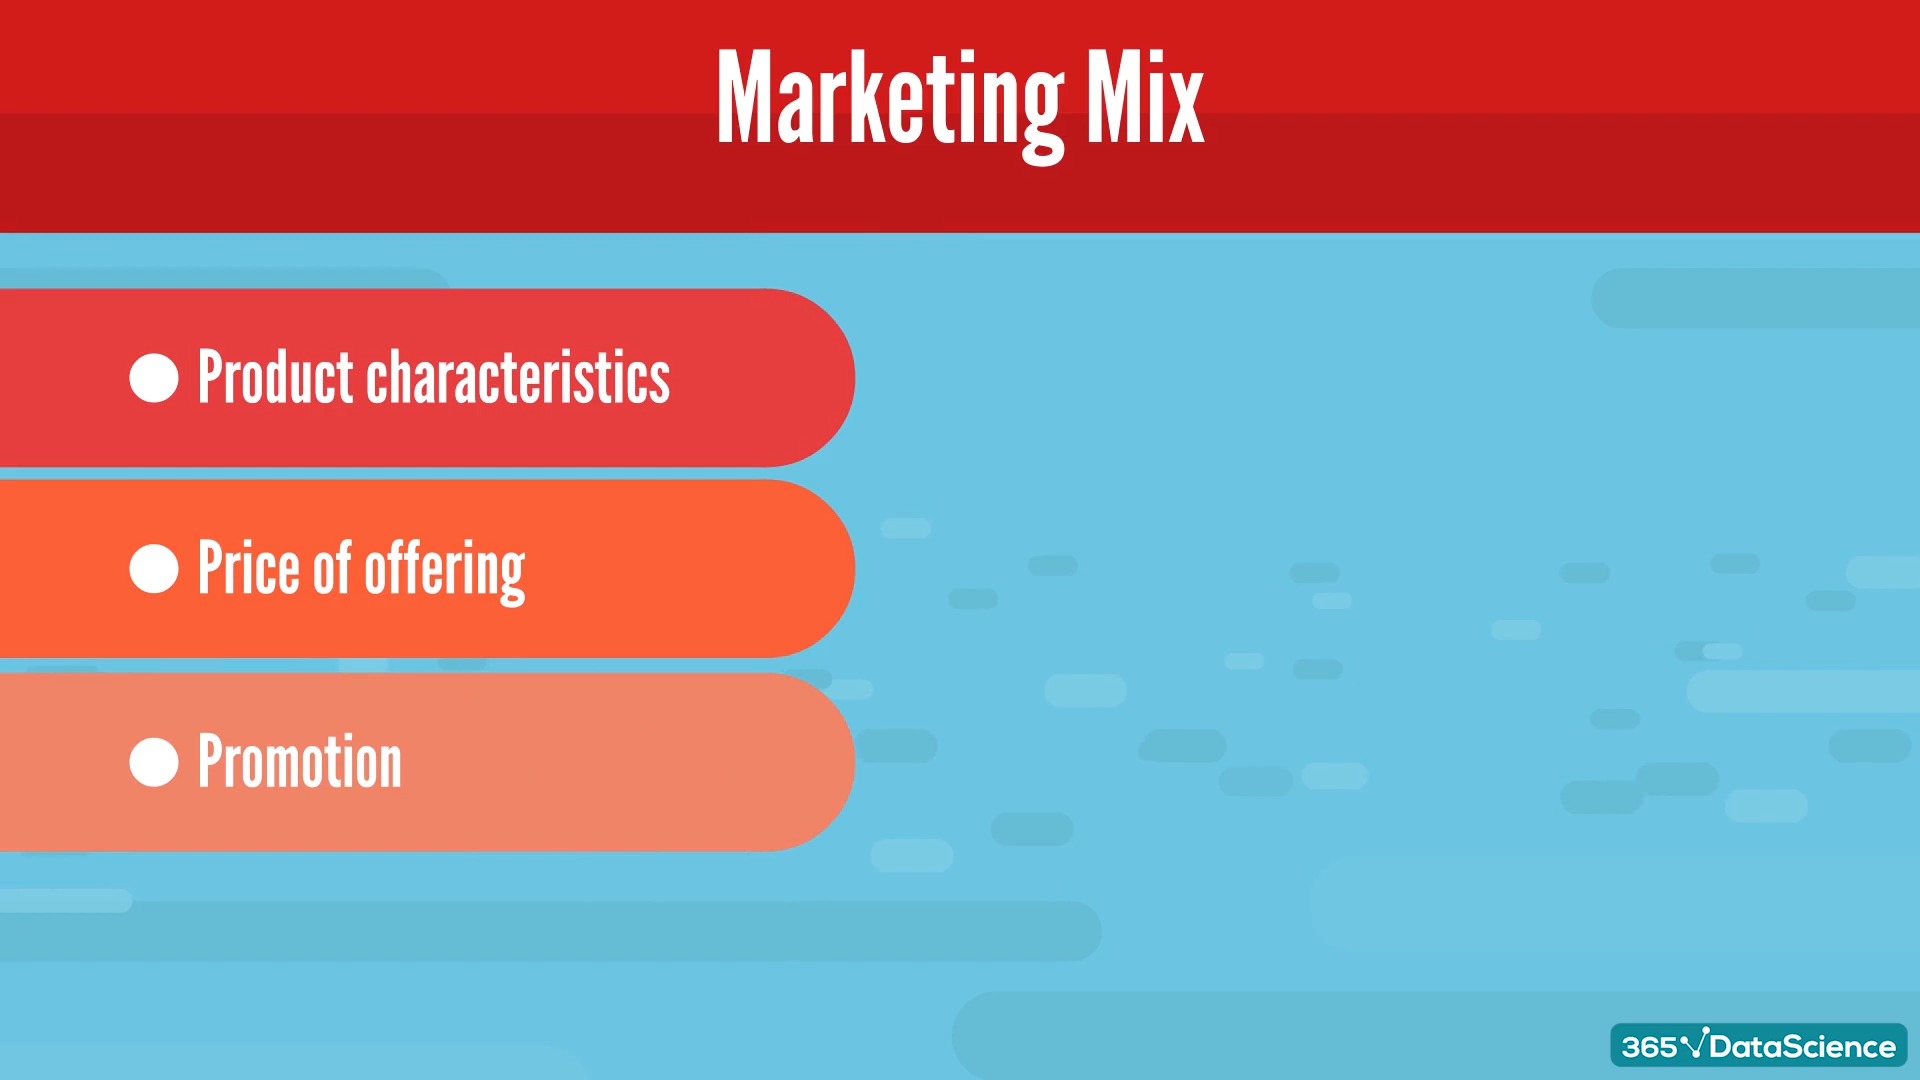 Marketing Mix
Product characteristics
Price of offering
Promotion
365 DataScience